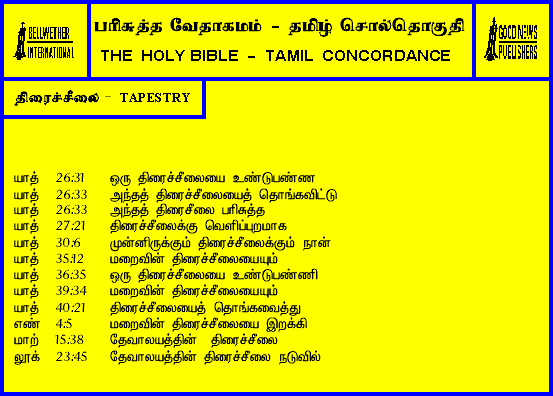 BELLWETHER
INTERNATIONAL
பரிசுத்த வேதாகமம் - தமிழ் சொல்தொகுதி
THE HOLY BIBLE - TAMIL CONCORDANCE
GOOD NEWS
PUBLISHERS
திரைச்சீலை - TAPESTRY
யாத் 26:31 ஒரு திரைச்சீலையை உண்டுபண்ண
யாத் 26:33 அந்தத் திரைச்சீலையைத் தொங்கவிட்டு
யாத் 26:33 அந்தத் திரைசீலை பரிசுத்த
யாத் 27:21 திரைச்சீலைக்கு வெளிப்புறமாக
யாத் 30:6 முன்னிருக்கும் திரைச்சீலைக்கும் நான்
யாத் 35:12 மறைவின் திரைச்சீலையையும்
யாத் 36:35 ஒரு திரைச்சீலையை உண்டுபண்ணி
யாத் 39:34 மறைவின் திரைச்சீலையையும்
யாத் 40:21 திரைச்சீலையைத் தொங்கவைத்து
எண் 4:5 மறைவின் திரைச்சீலையை இறக்கி
மாற் 15:38 தேவாலயத்தின் திரைச்சீலை
லூக் 23:45 தேவாலயத்தின் திரைச்சீலை நடுவில்